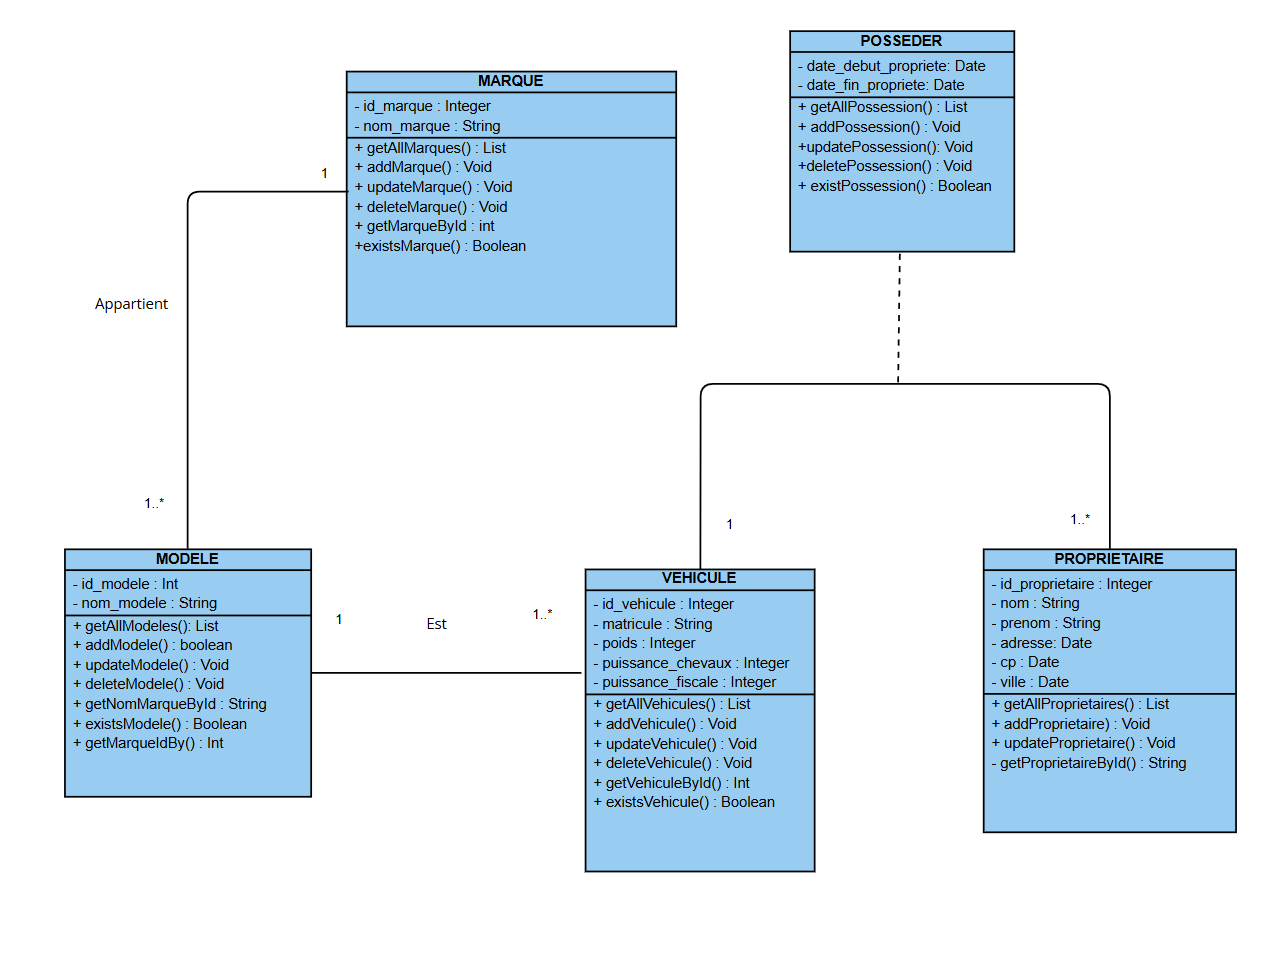 POSSEDER
- date_debut_propriete: Date
- date_fin_propriete: Date
+ getAllPossession() : List
+ addPossession() : Void
+updatePossession(): Void
+deletePossession() : Void
+ existPossession() : Boolean
MARQUE
- id_marque : Integer
- nom_marque : String
+ getAllMarques() : List
+ addMarque() : Void
+ updateMarque() : Void
+ deleteMarque() : Void
+ getMarqueById : int
+existsMarque() : Boolean
1
Appartient
1..*
1
1..*
MODELE
- id_modele : Int
- nom_modele : String
+ getAllModeles(): List
+ addModele() : boolean
+ updateModele() : Void
+ deleteModele() : Void
+ getNomMarqueById : String
+ existsModele() : Boolean
+ getMarqueIdBy() : Int
1
Est
1..*
VEHICULE
- id_vehicule : Integer
- matricule : String
- poids : Integer
- puissance_chevaux : Integer
- puissance_fiscale : Integer
+ getAllVehicules() : List
+ addVehicule() : Void
+ updateVehicule() : Void
+ deleteVehicule() : Void
+ getVehiculeById() : Int
+ existsVehicule() : Boolean
PROPRIETAIRE
- id_proprietaire : Integer
- nom : String
- prenom : String
- adresse: Date
- cp : Date
- ville : Date
+ getAllProprietaires() : List
+ addProprietaire) : Void
+ updateProprietaire() : Void
- getProprietaireById() : String